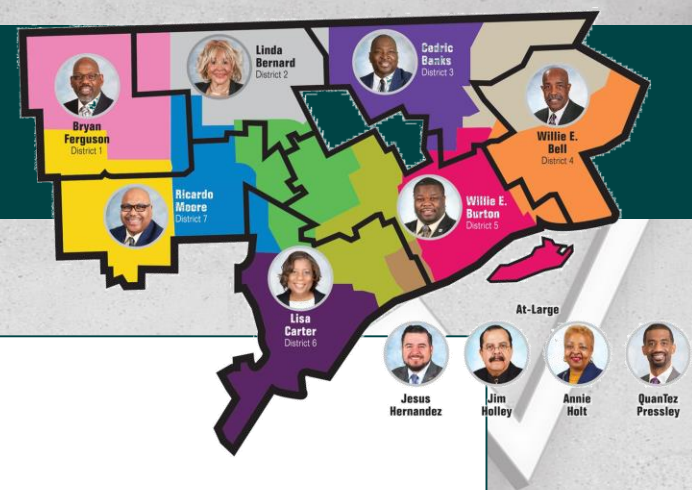 Linda
Bernard
District 2
Cedric
Banks
District 3
Bryan
Ferguson
District 1
Willie E.
Bell
District 4
Ricardo
Moore
District 7
Willie E.
Burton
District 5
Lisa
Carter
District 6
At-Large
Jesus
Hernandez
Jim
Holley
Annie
Holt
QuanTez
Pressley